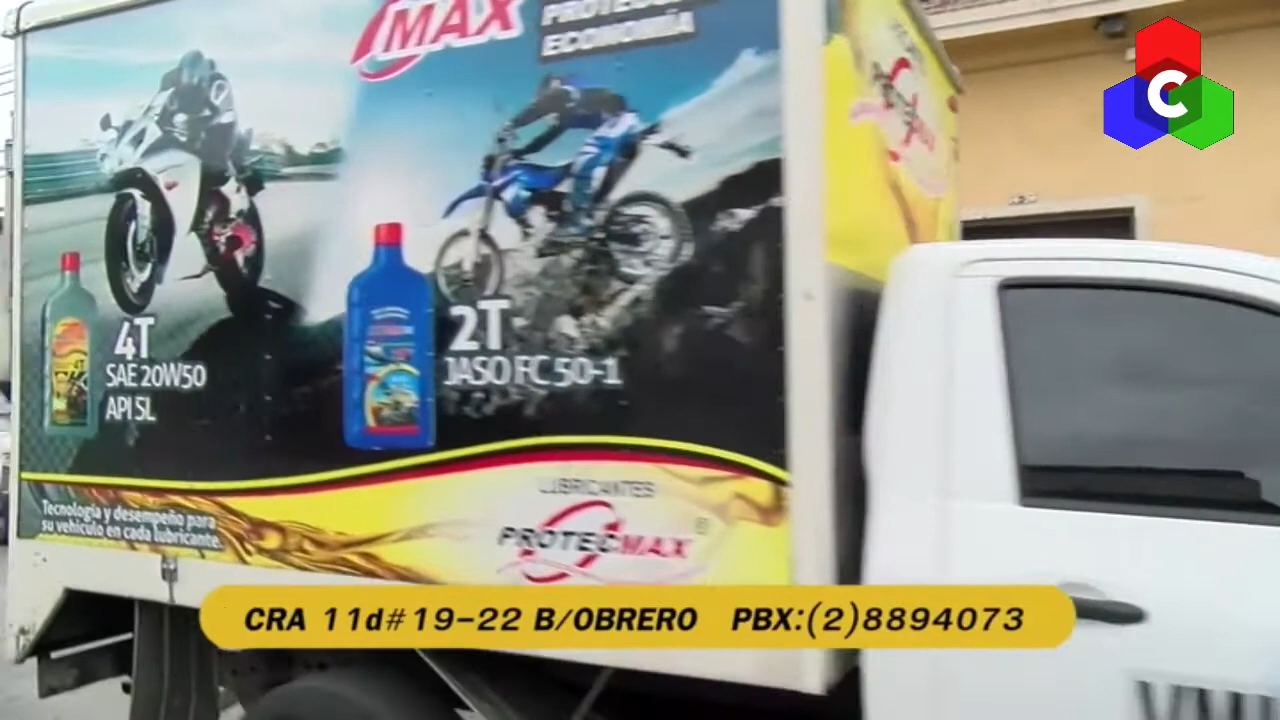 MAX
ECONOMÍA
C
4T
SAE 20W50
API SL
2T
JASO FC 50-1
4T
Tecnología y desempeño para
su vehículo en cada lubricante.
LUBRICANTES
PROTECMAX®
CRA 11d#19-22 B/OBRERO PBX:(2)8894073